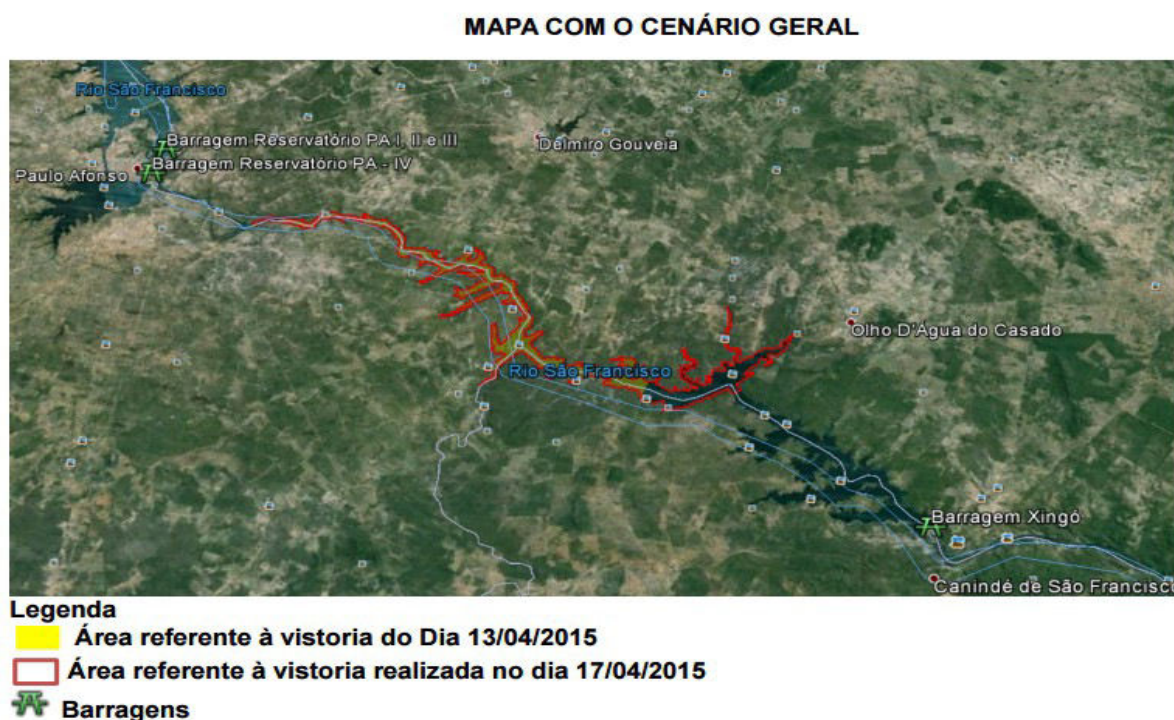 MAPA COM O CENÁRIO GERAL
Rio São Francisco
Barragem Reservatório PA I, II e III
Barragem Reservatório PA - IV
Paulo Afonso
Delmiro Gouveia
Olho D'Água do Casado
Rio São Francisco
Barragem Xingó
Canindé de São Francisco
Legenda
Área referente à vistoria do Dia 13/04/2015
Área referente à vistoria realizada no dia 17/04/2015
Barragens